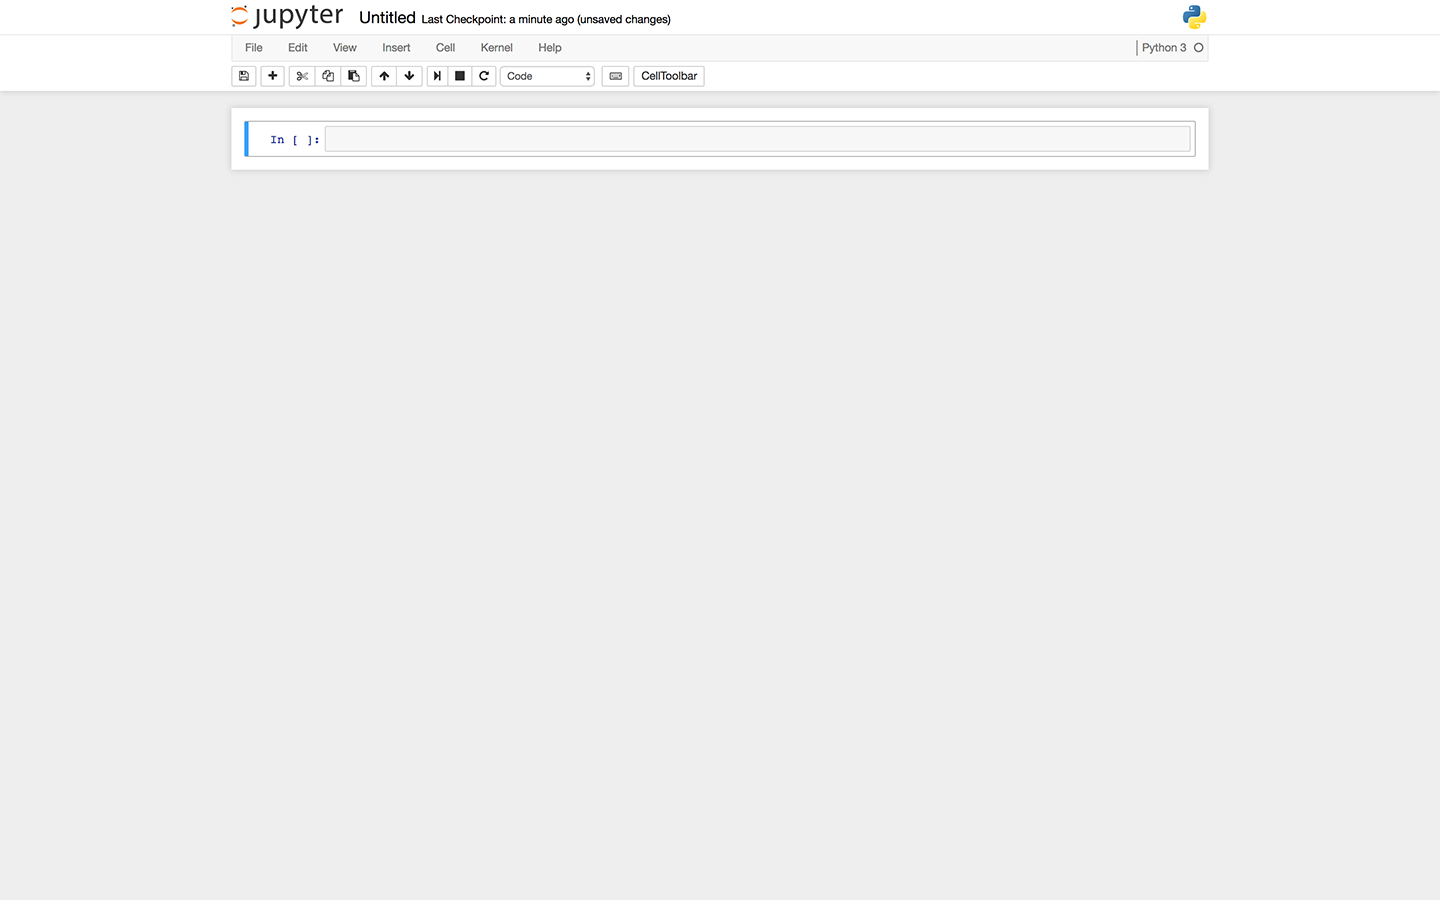 jupyter Untitled Last Checkpoint: a minute ago (unsaved changes)
File Edit View Insert Cell Kernel Help Python 3
Code CellToolbar
In [ ]: